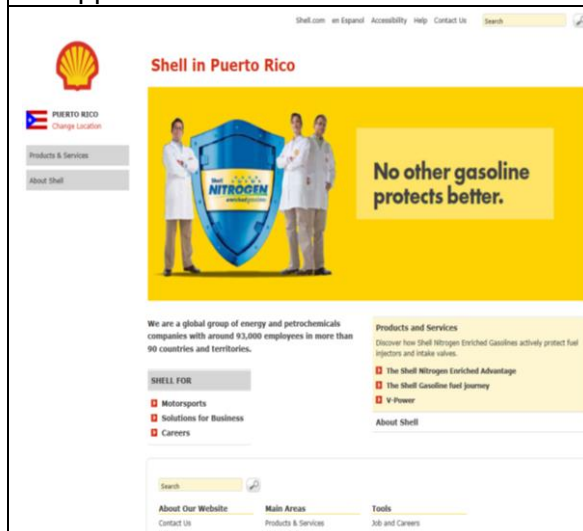 Shell.com en Espanol Accessibility Help Contact Us Search
Shell in Puerto Rico
PUERTO RICO
Change Location
Products & Services
About Shell
Shell
NITROGEN
enriched gasolines
No other gasoline
protects better.
We are a global group of energy and petrochemicals
companies with around 93,000 employees in more than
90 countries and territories.
SHELL FOR
Motorsports
Solutions for Business
Careers
Products and Services
Discover how Shell Nitrogen Enriched Gasolines actively protect fuel
injectors and intake valves.
The Shell Nitrogen Enriched Advantage
The Shell Gasoline fuel journey
V-Power
About Shell
Search
About Our Website Main Areas Tools
Contact Us Products & Services Job and Careers